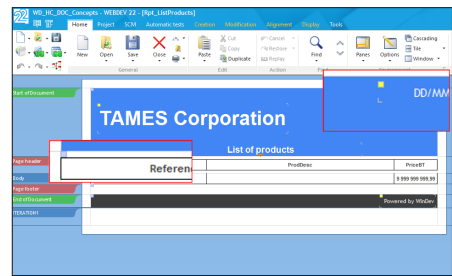 WD_HC_DOC_Concepts - WEBDEV 22 - [Rpt_ListProducts]
Home Project SCM Automatic tests Creation Modification Alignment Display Tools
New Open Save Close Paste Cut Copy Duplicate Cancel Restore Replay Find Panes Options Cascading Tile Window
General Edit Action
Start of Document
DD/MM
TAMES Corporation
List of products
Page header
Referen
ProdDesc PriceBT
Body
9 999 999 999.99
Page footer
End of Document
Powered by WinDev
ITERATION1